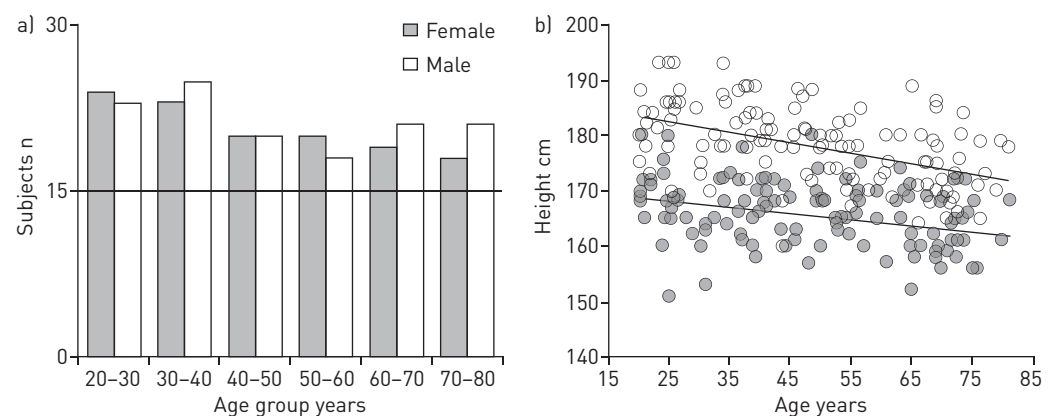 a)
30
15
0
Subjects n
Female
Male
20–30 30–40 40–50 50–60 60–70 70–80
Age group years
b)
200
190
180
170
160
150
140
Height cm
15 25 35 45 55 65 75 85
Age years